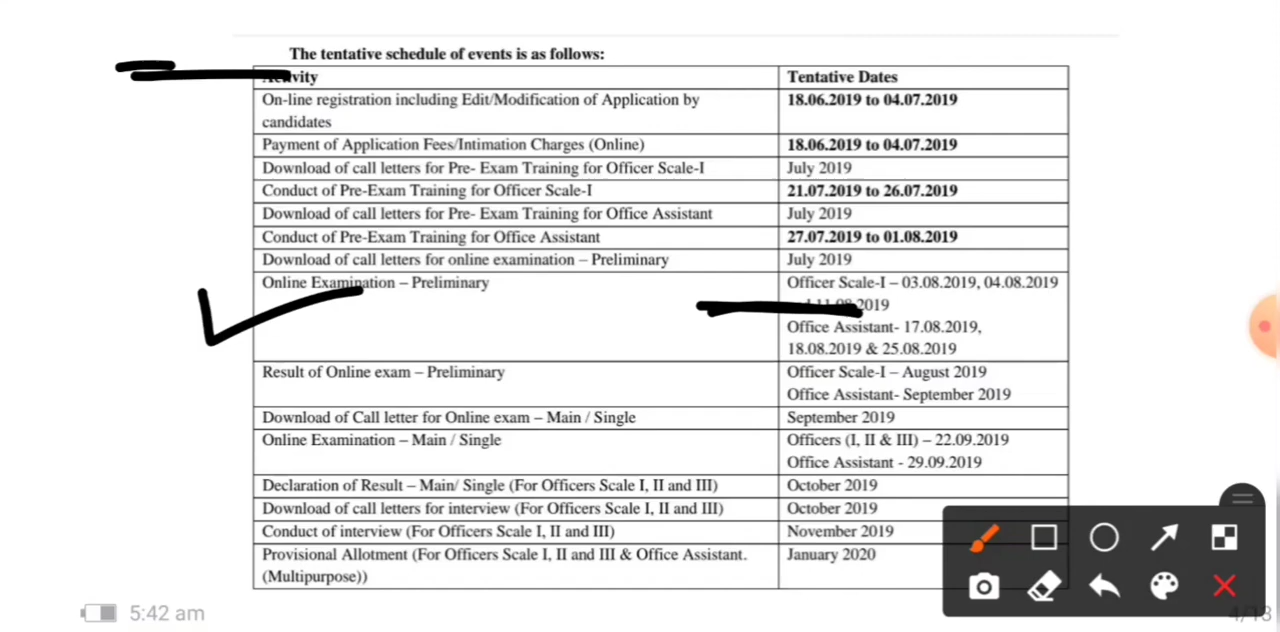 The tentative schedule of events is as follows:
Activity Tentative Dates
On-line registration including Edit/Modification of Application by 18.06.2019 to 04.07.2019
candidates
Payment of Application Fees/Intimation Charges (Online) 18.06.2019 to 04.07.2019
Download of call letters for Pre- Exam Training for Officer Scale-I July 2019
Conduct of Pre-Exam Training for Officer Scale-I 21.07.2019 to 26.07.2019
Download of call letters for Pre- Exam Training for Office Assistant July 2019
Conduct of Pre-Exam Training for Office Assistant 27.07.2019 to 01.08.2019
Download of call letters for online examination – Preliminary July 2019
Online Examination – Preliminary Officer Scale-I – 03.08.2019, 04.08.2019
11.08.2019
Office Assistant- 17.08.2019,
18.08.2019 & 25.08.2019
Result of Online exam – Preliminary Officer Scale-I – August 2019
Office Assistant- September 2019
Download of Call letter for Online exam – Main / Single September 2019
Online Examination – Main / Single Officers (I, II & III) – 22.09.2019
Office Assistant - 29.09.2019
Declaration of Result – Main/ Single (For Officers Scale I, II and III) October 2019
Download of call letters for interview (For Officers Scale I, II and III) October 2019
Conduct of interview (For Officers Scale I, II and III) November 2019
Provisional Allotment (For Officers Scale I, II and III & Office Assistant. January 2020
(Multipurpose))
5:42 am
4/13